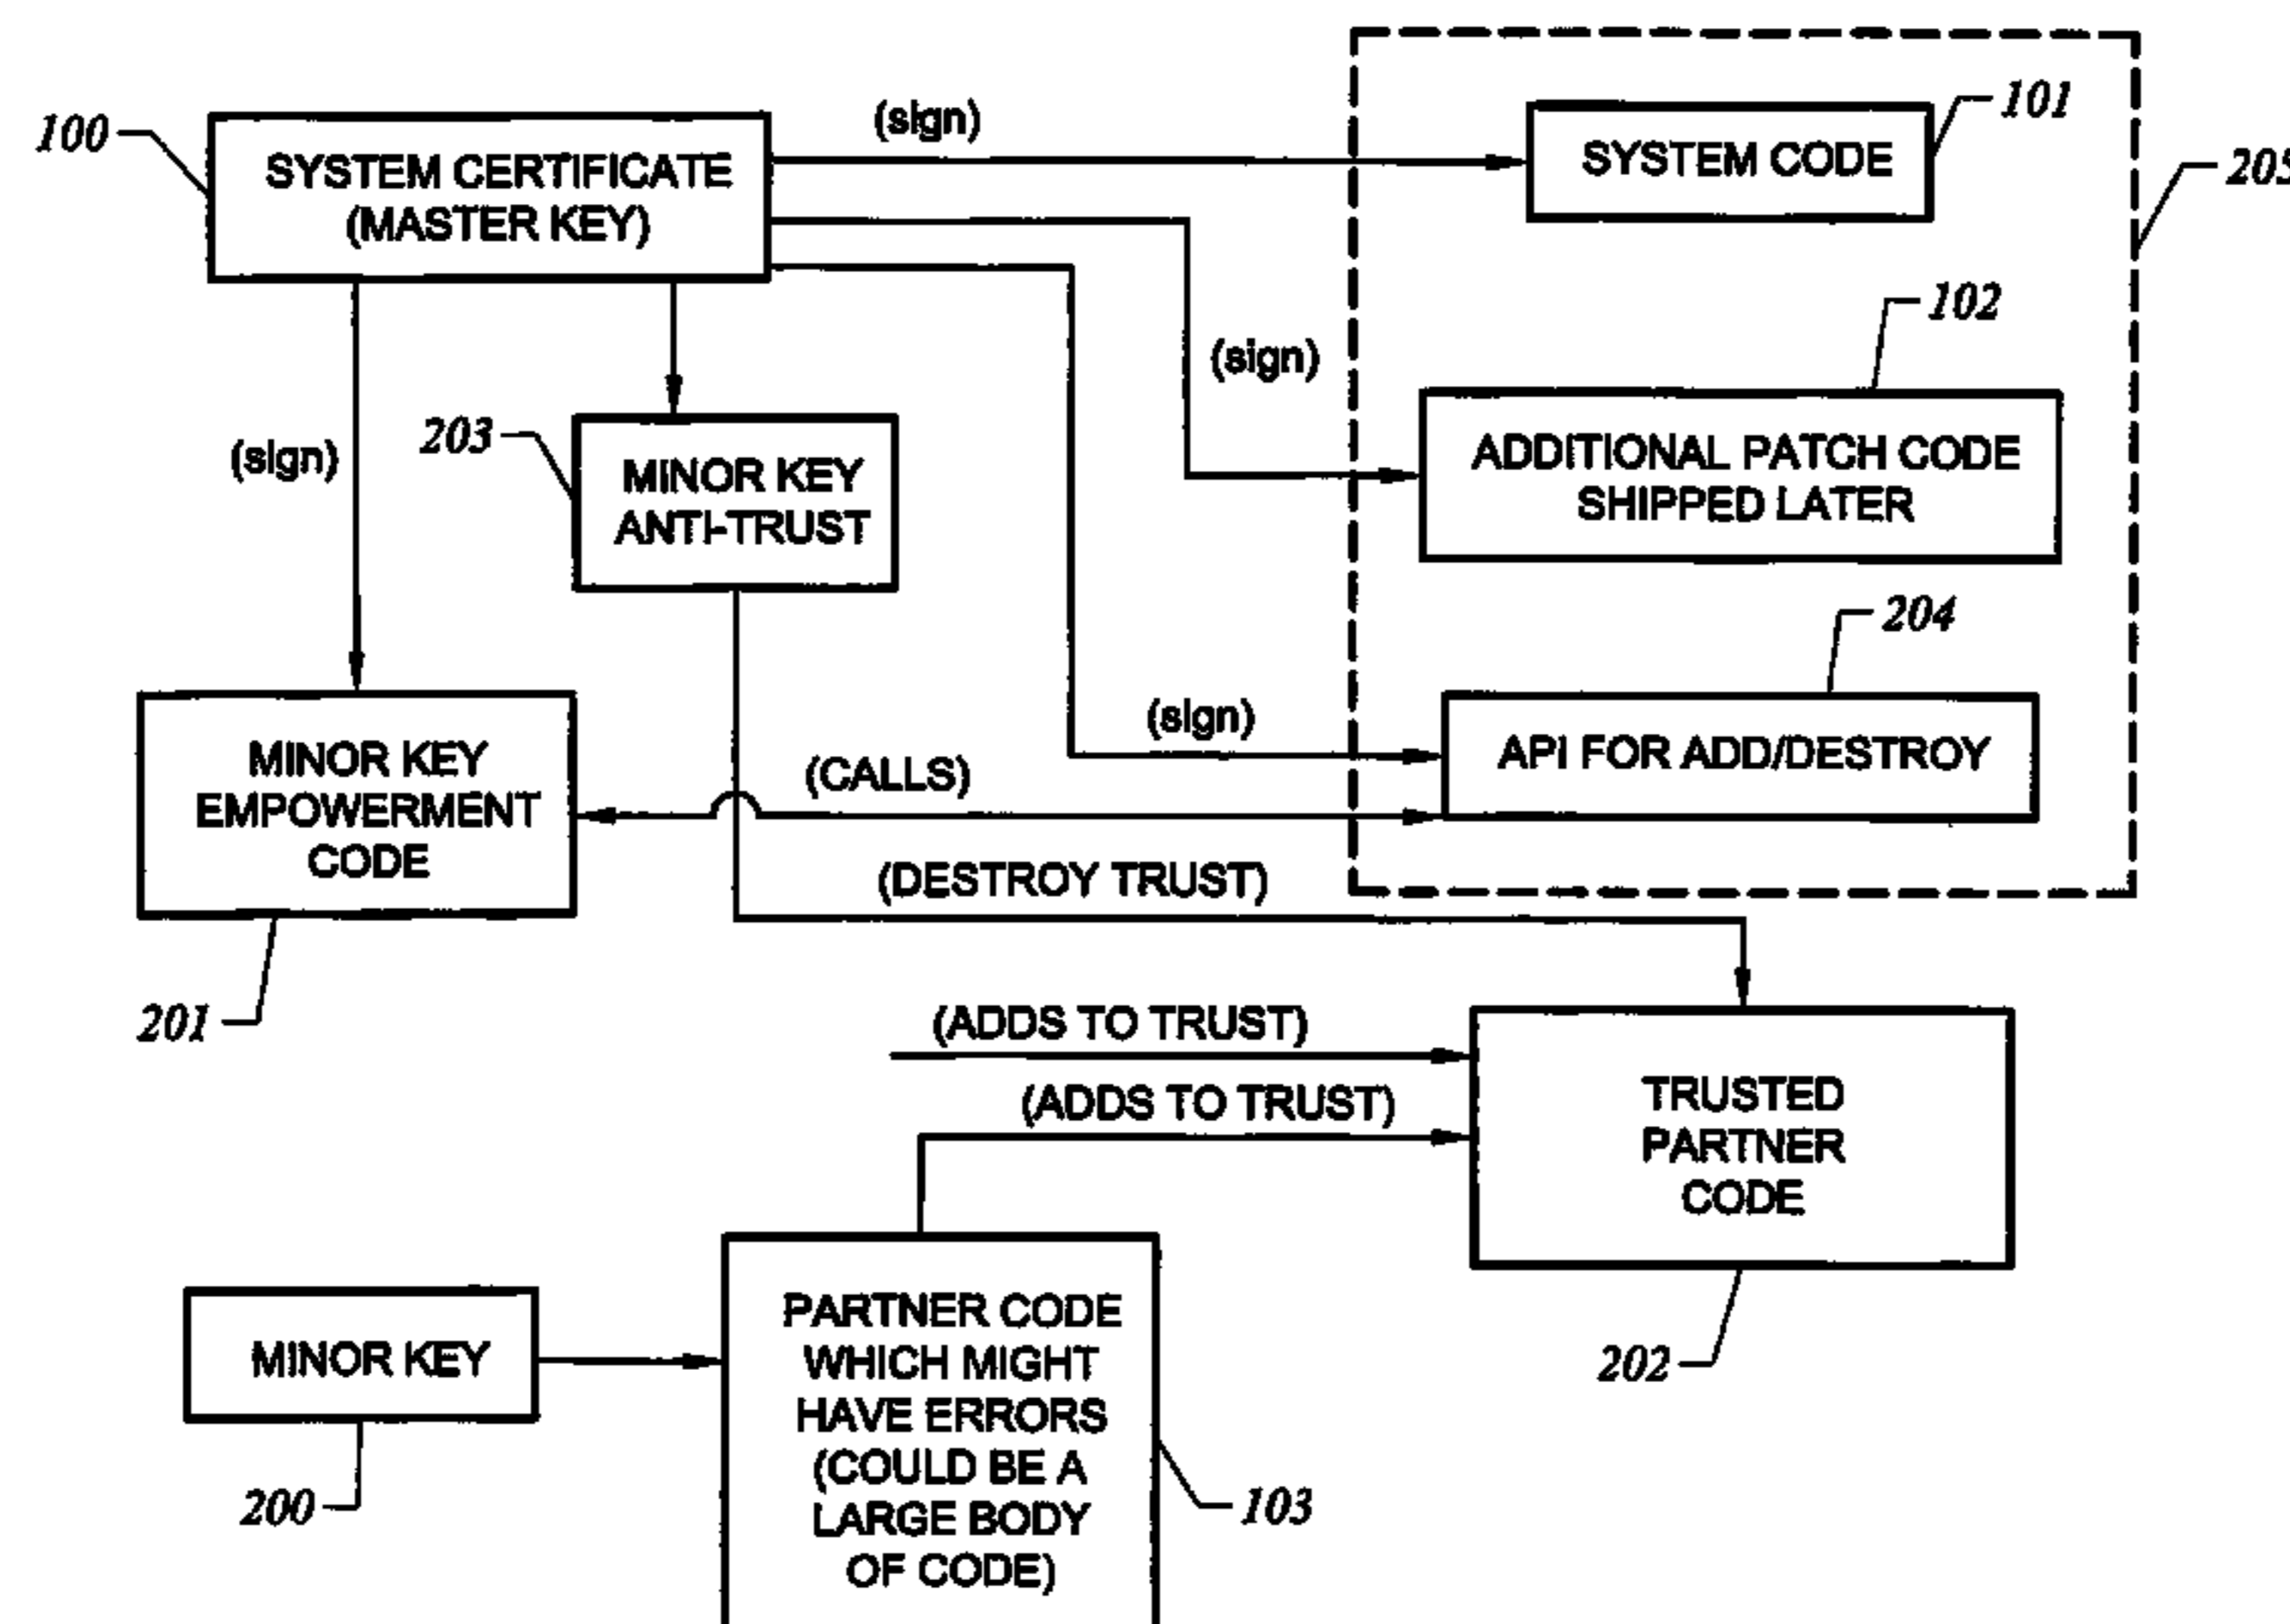 (sign)
100
SYSTEM CERTIFICATE
(MASTER KEY)
SYSTEM CODE
101
205
102
(sign)
ADDITIONAL PATCH CODE
SHIPPED LATER
203
MINOR KEY
ANTI-TRUST
(sign)
204
(sign)
API FOR ADD/DESTROY
MINOR KEY
EMPOWERMENT
CODE
(CALLS)
(DESTROY TRUST)
201
(ADDS TO TRUST)
(ADDS TO TRUST)
TRUSTED
PARTNER
CODE
202
MINOR KEY
200
PARTNER CODE
WHICH MIGHT
HAVE ERRORS
(COULD BE A
LARGE BODY
OF CODE)
103